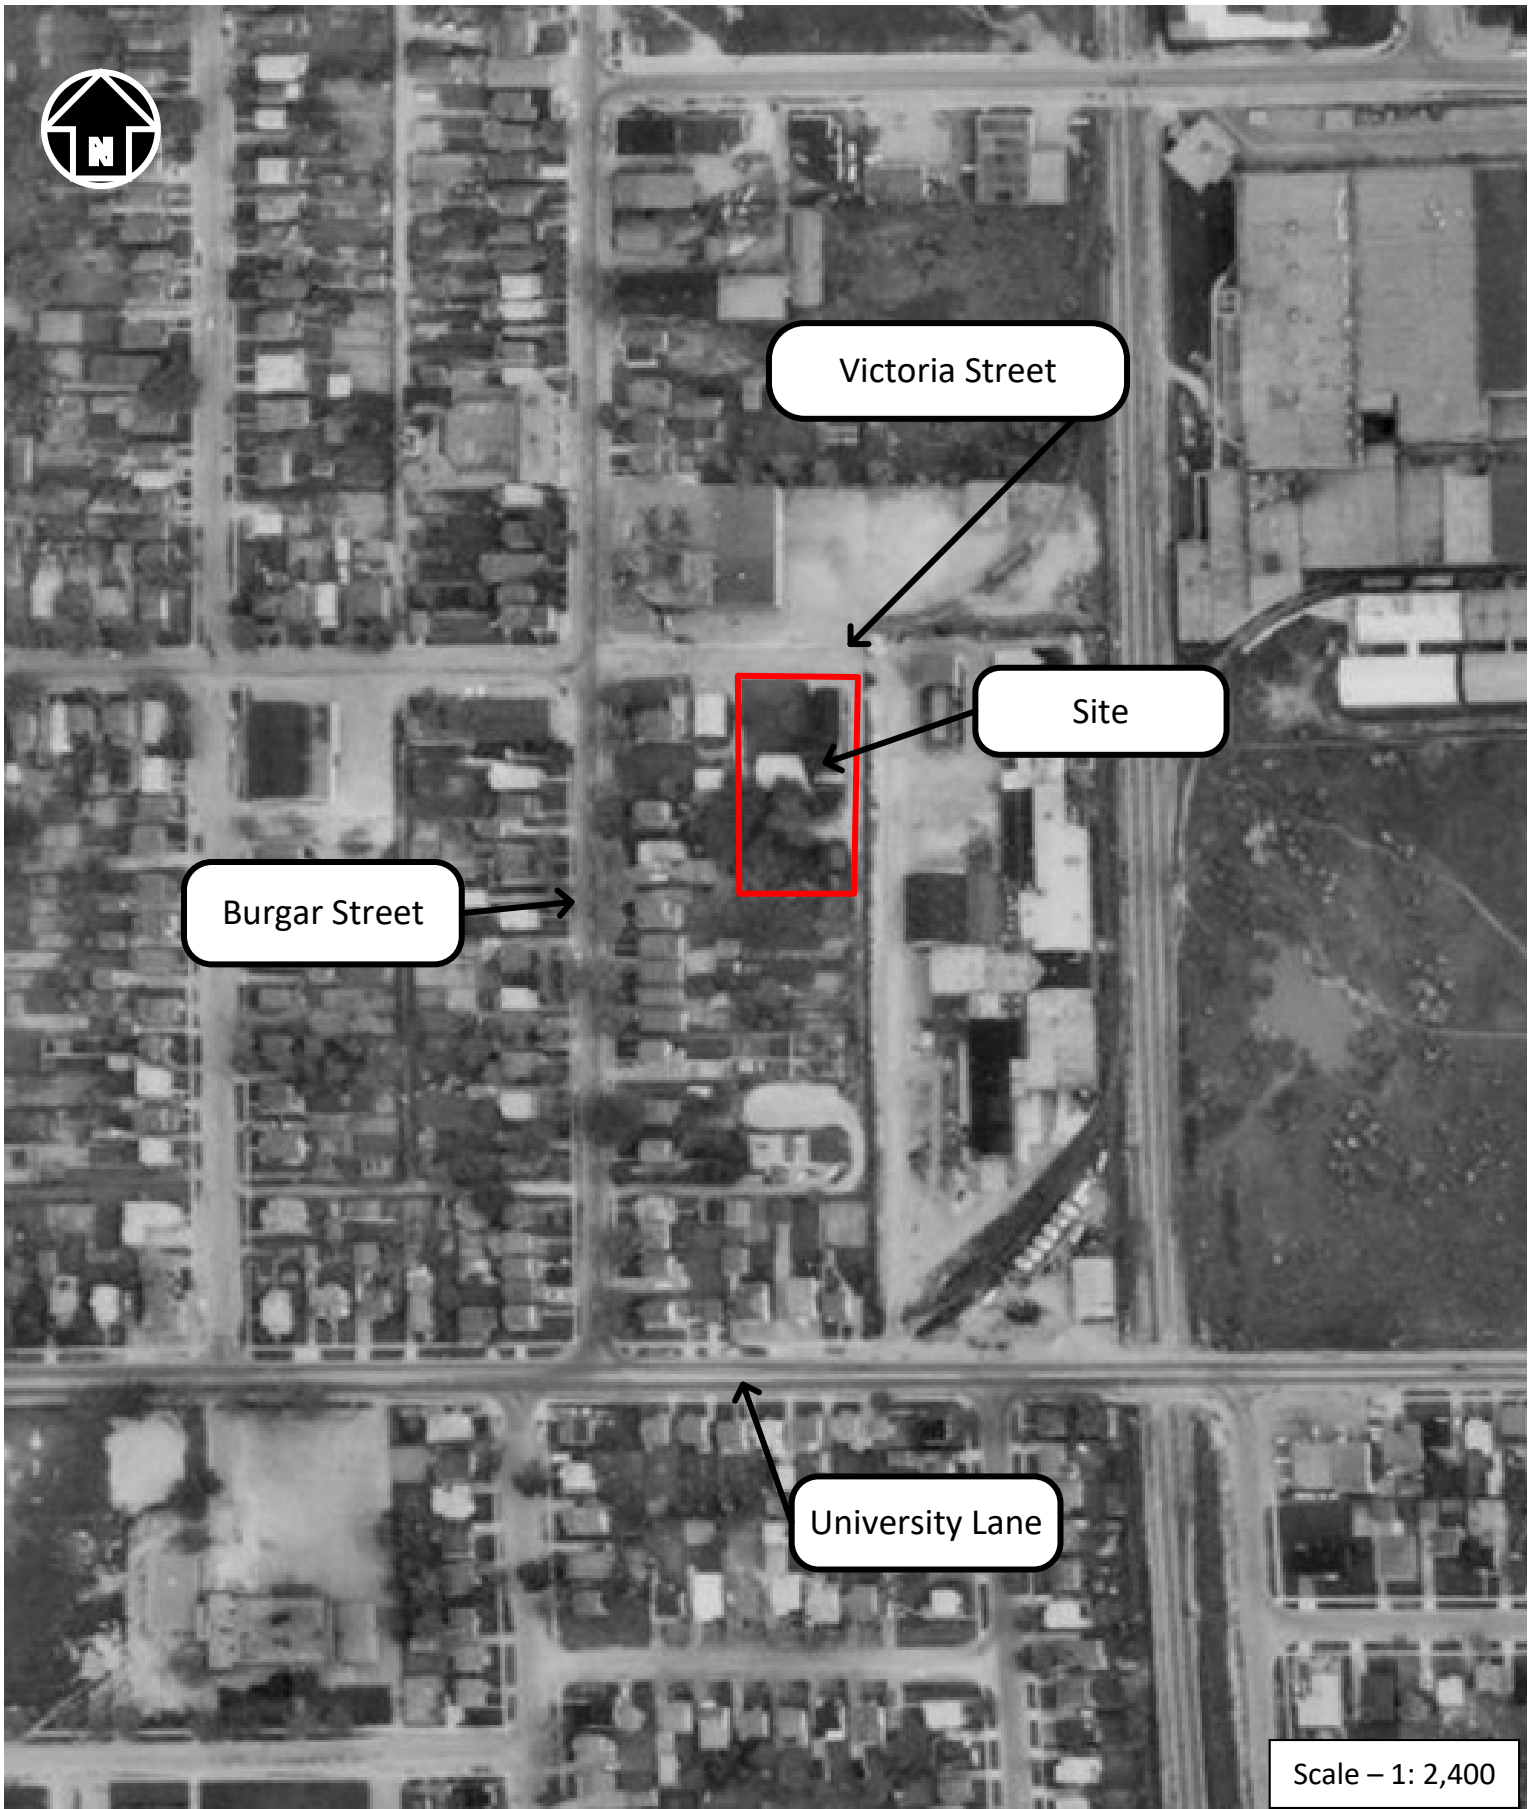 N
Victoria Street
Site
Burgar Street
University Lane
Scale – 1: 2,400